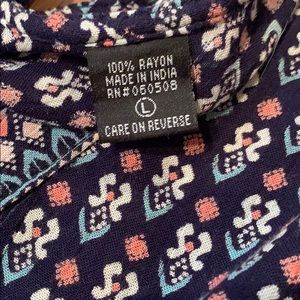 100% RAYON
MADE IN INDIA
RN#060508
L
CARE ON REVERSE